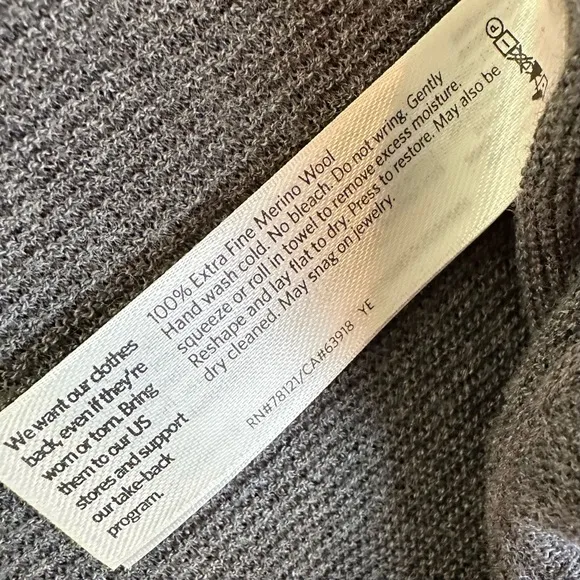 100% Extra Fine Merino Wool
Hand wash cold. No bleach. Do not wring. Gently
squeeze or roll in towel to remove excess moisture.
Reshape and lay flat to dry. Press to restore. May also be
dry cleaned. May snag on jewelry.
RN#78121/CA#63918 YE
We want our clothes
back, even if they're
worn or torn. Bring
them to our US
stores and support
our take-back
program.